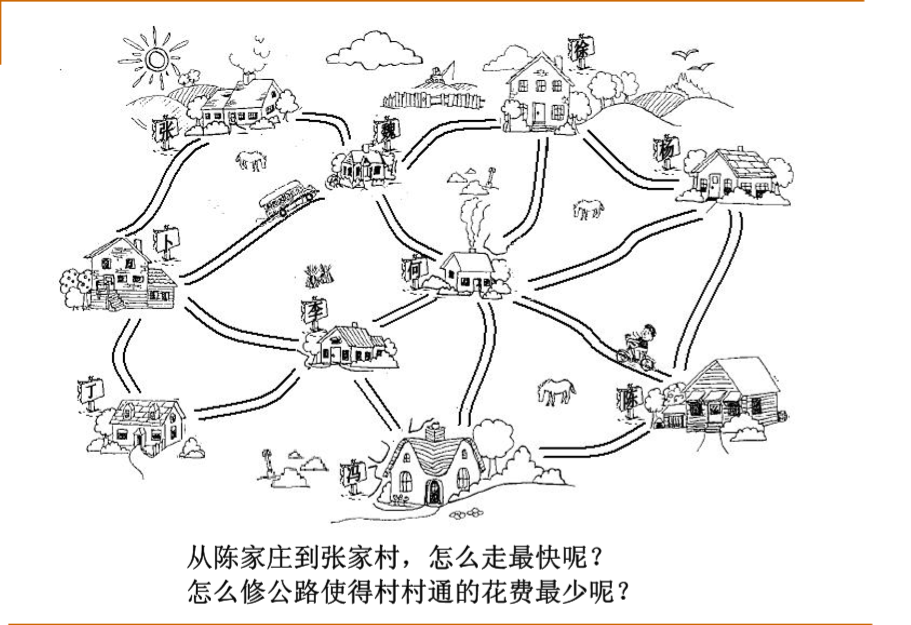 徐
张
魏
杨
卜
何
李
丁
陈
冯
从陈家庄到张家村，怎么走最快呢？
怎么修公路使得村村通的花费最少呢？